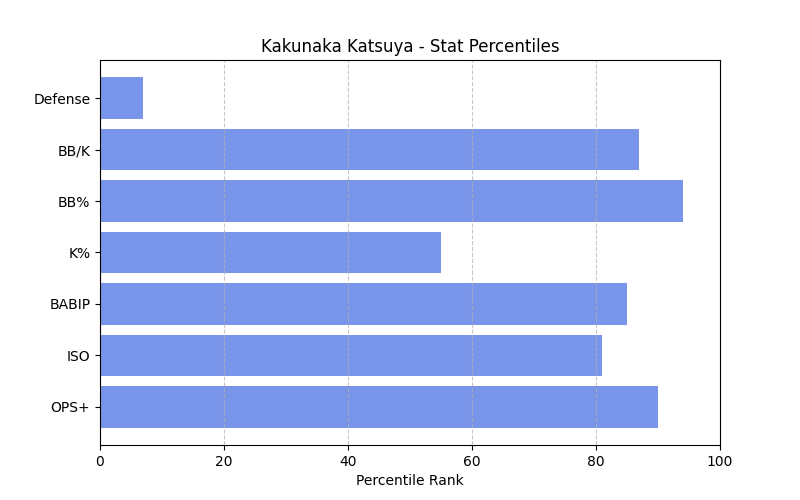 Kakunaka Katsuya - Stat Percentiles
Defense
BB/K
BB%
K%
BABIP
ISO
OPS+
0 20 40 60 80 100
Percentile Rank